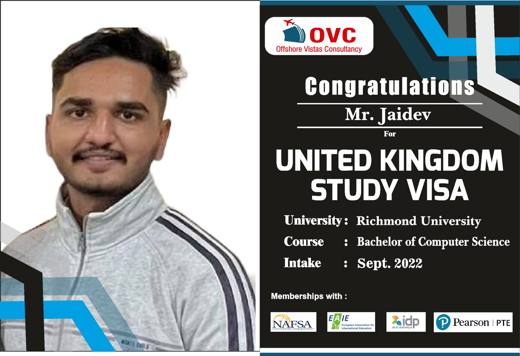 OVC
Offshore Vistas Consultancy
Congratulations
Mr. Jaidev
For
UNITED KINGDOM
STUDY VISA
University : Richmond University
Course : Bachelor of Computer Science
Intake : Sept. 2022
Memberships with :
NAFSA
EAIE
idp
Pearson | PTE